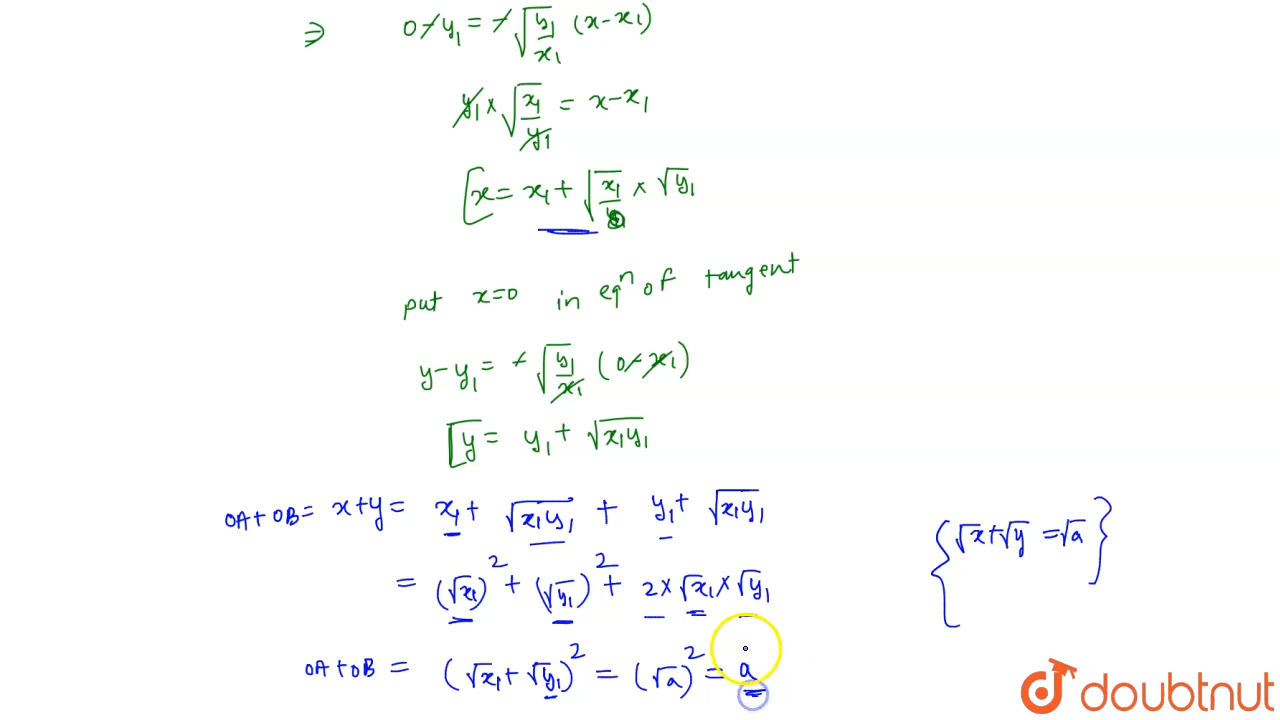 ⇒ 0 - y₁ = -√(y₁/x₁) (x - x₁)
y₁ × √(x₁/y₁) = x - x₁
[x = x₁ + √(x₁/) × √y₁
put x=0 in eqⁿ of tangent
y - y₁ = -√(y₁/x₁) (0 - x₁)
[y = y₁ + √(x₁y₁)
OA + OB = x + y = x₁ + √(x₁y₁) + y₁ + √(x₁y₁)
{√x + √y = √a}
= (√x₁)² + (√y₁)² + 2 × √x₁ × √y₁
OA + OB = (√x₁ + √y₁)² = (√a)² = a
doubtnut